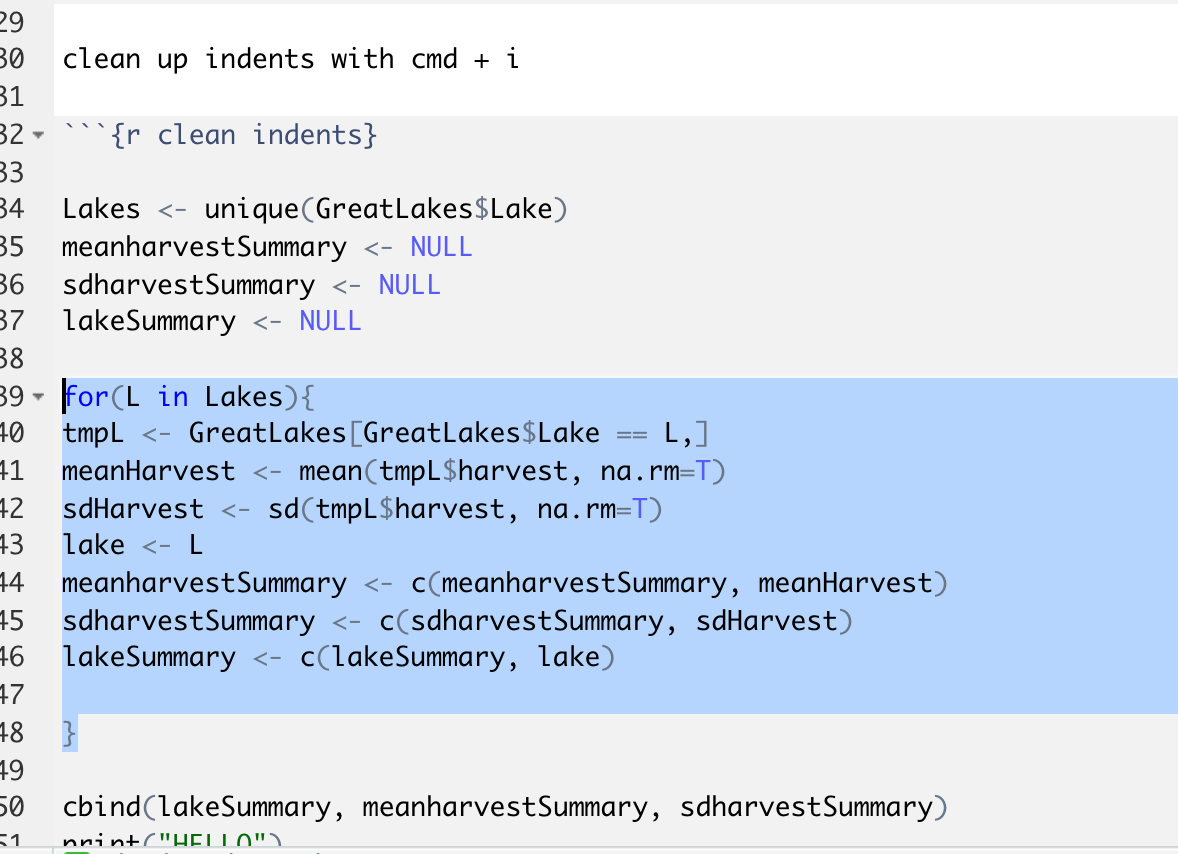 29
30 clean up indents with cmd + i
31
32 ```{r clean indents}
33
34 Lakes <- unique(GreatLakes$Lake)
35 meanharvestSummary <- NULL
36 sdharvestSummary <- NULL
37 lakeSummary <- NULL
38
39 for(L in Lakes){
40 tmpL <- GreatLakes[GreatLakes$Lake == L,]
41 meanHarvest <- mean(tmpL$harvest, na.rm=T)
42 sdHarvest <- sd(tmpL$harvest, na.rm=T)
43 lake <- L
44 meanharvestSummary <- c(meanharvestSummary, meanHarvest)
45 sdharvestSummary <- c(sdharvestSummary, sdHarvest)
46 lakeSummary <- c(lakeSummary, lake)
47
48 }
49
50 cbind(lakeSummary, meanharvestSummary, sdharvestSummary)
51 print("HELLO")